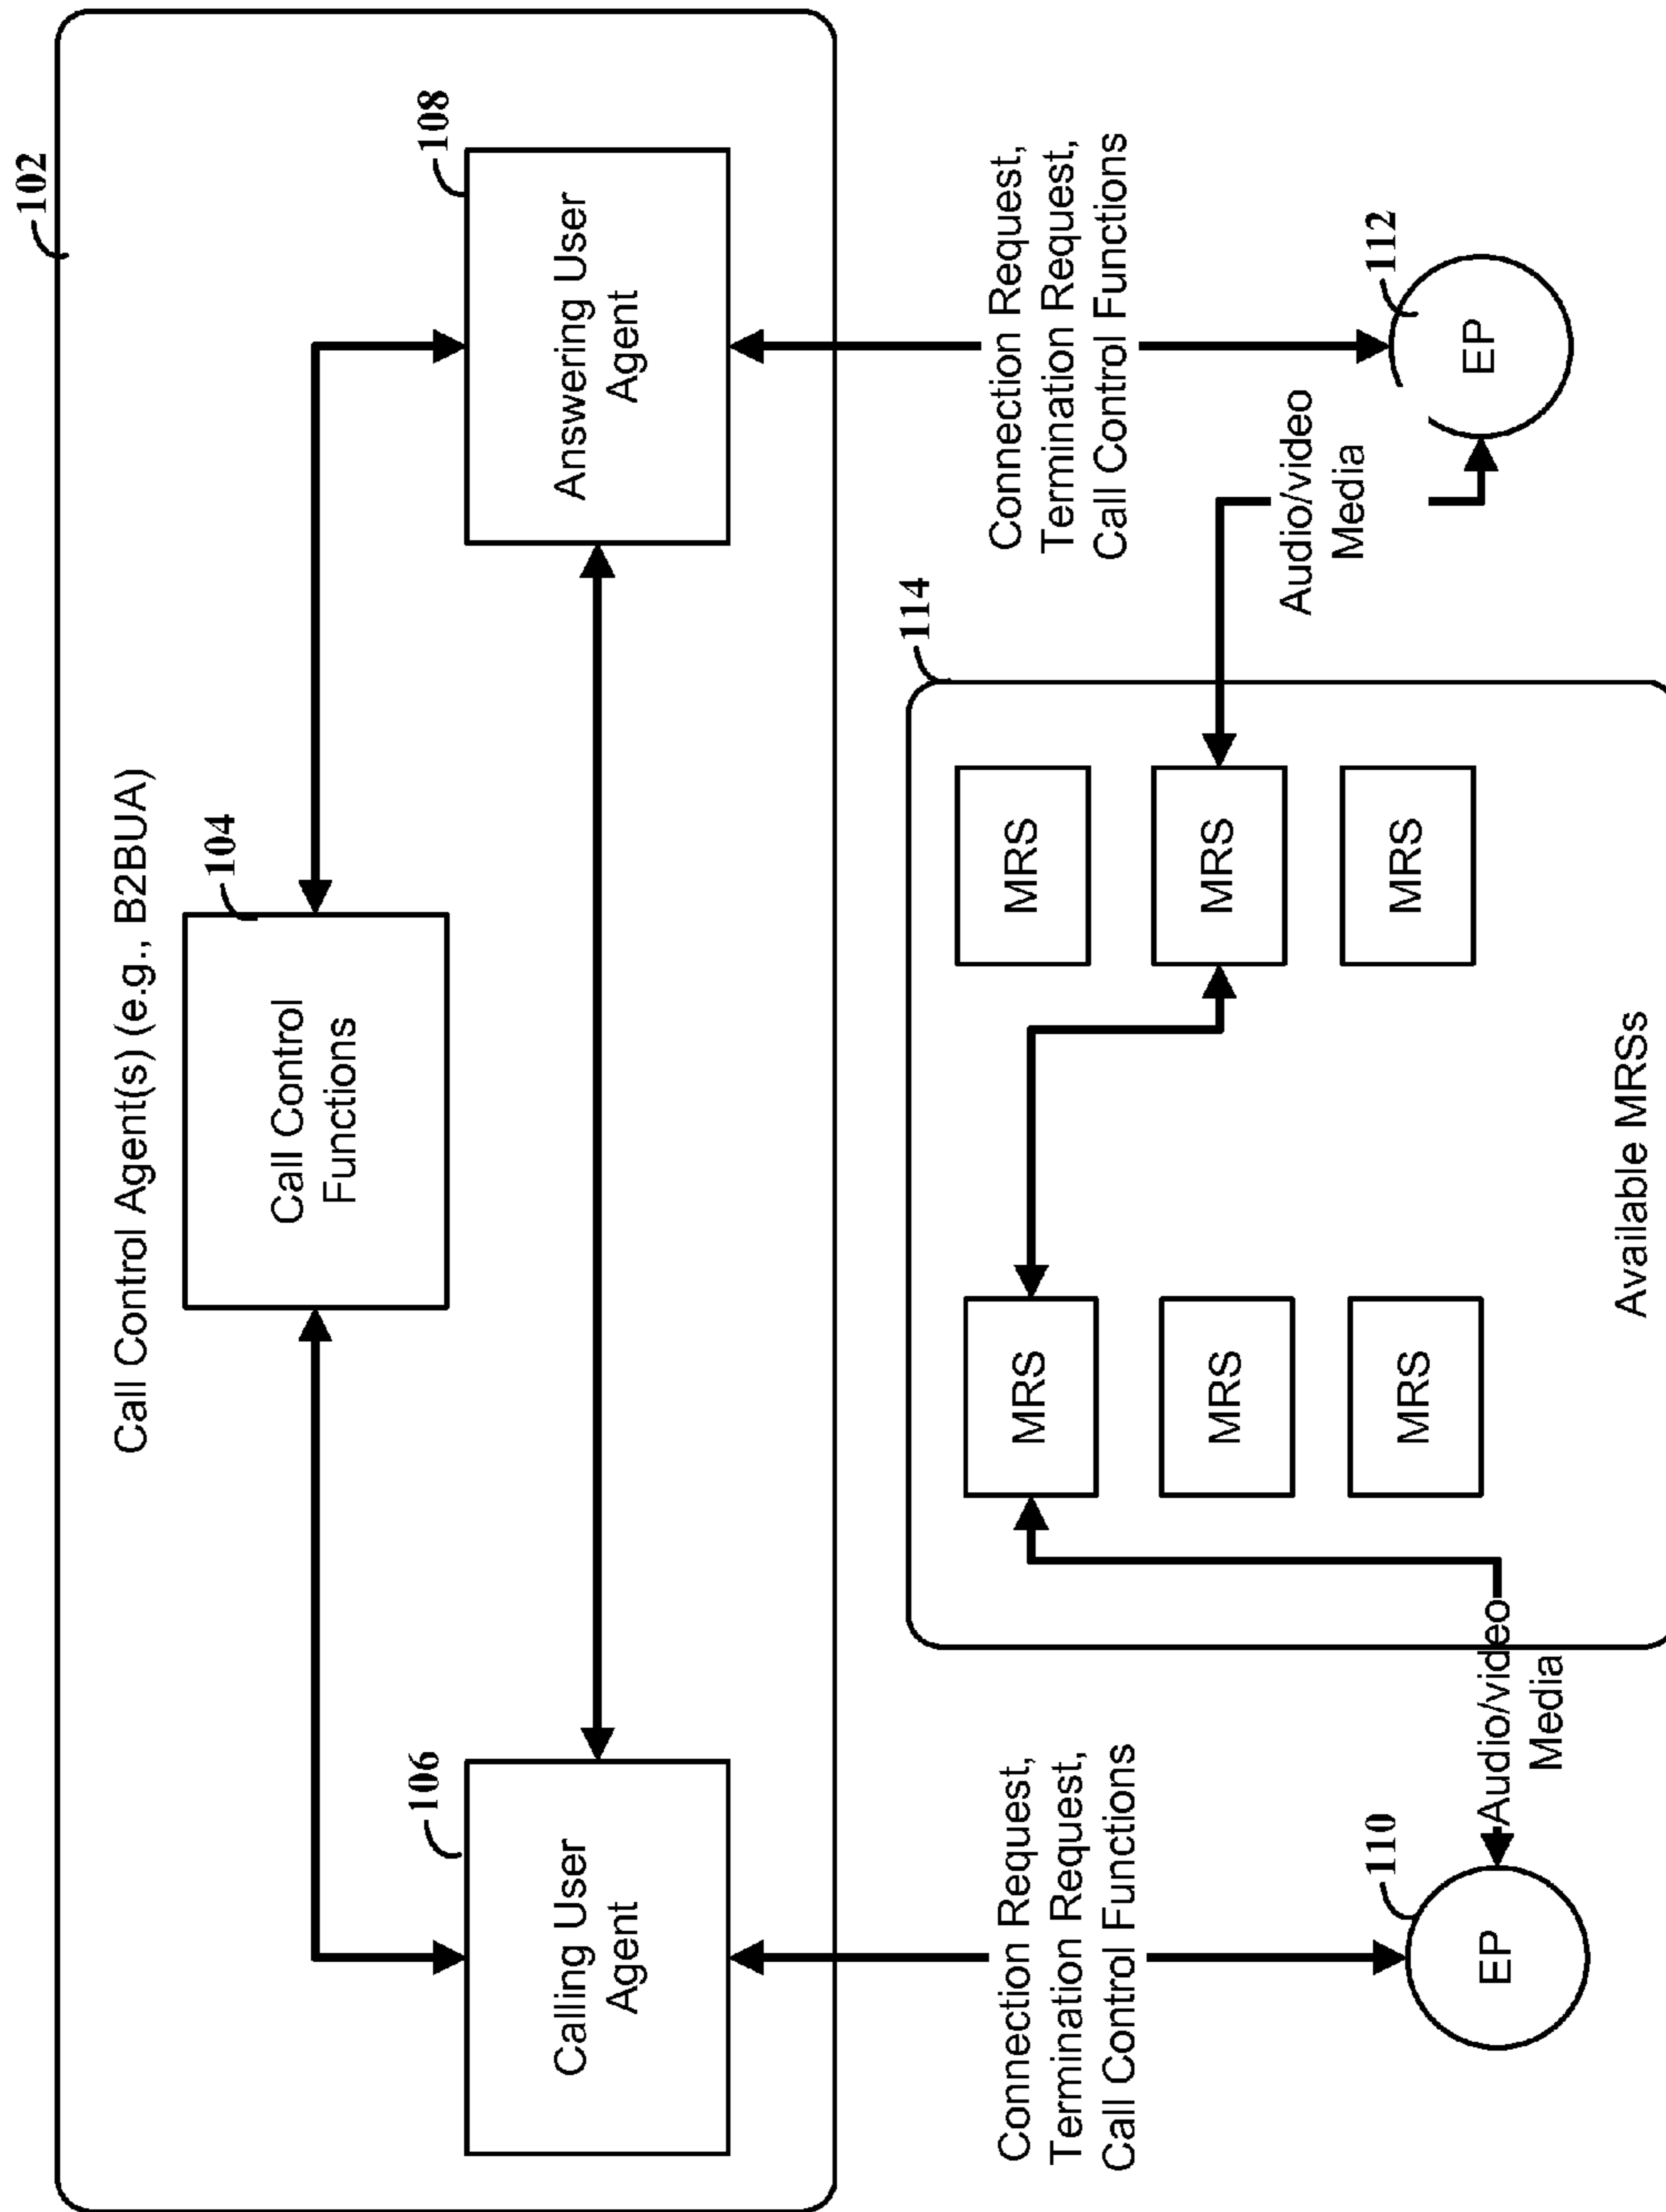 102
Call Control Agent(s) (e.g., B2BUA)
104
Call Control
Functions
106
Calling User
Agent
108
Answering User
Agent
Connection Request,
Termination Request,
Call Control Functions
Connection Request,
Termination Request,
Call Control Functions
114
MRS
MRS
MRS
MRS
MRS
MRS
Audio/video
Media
Audio/video
Media
110
EP
112
EP
Available MRSs